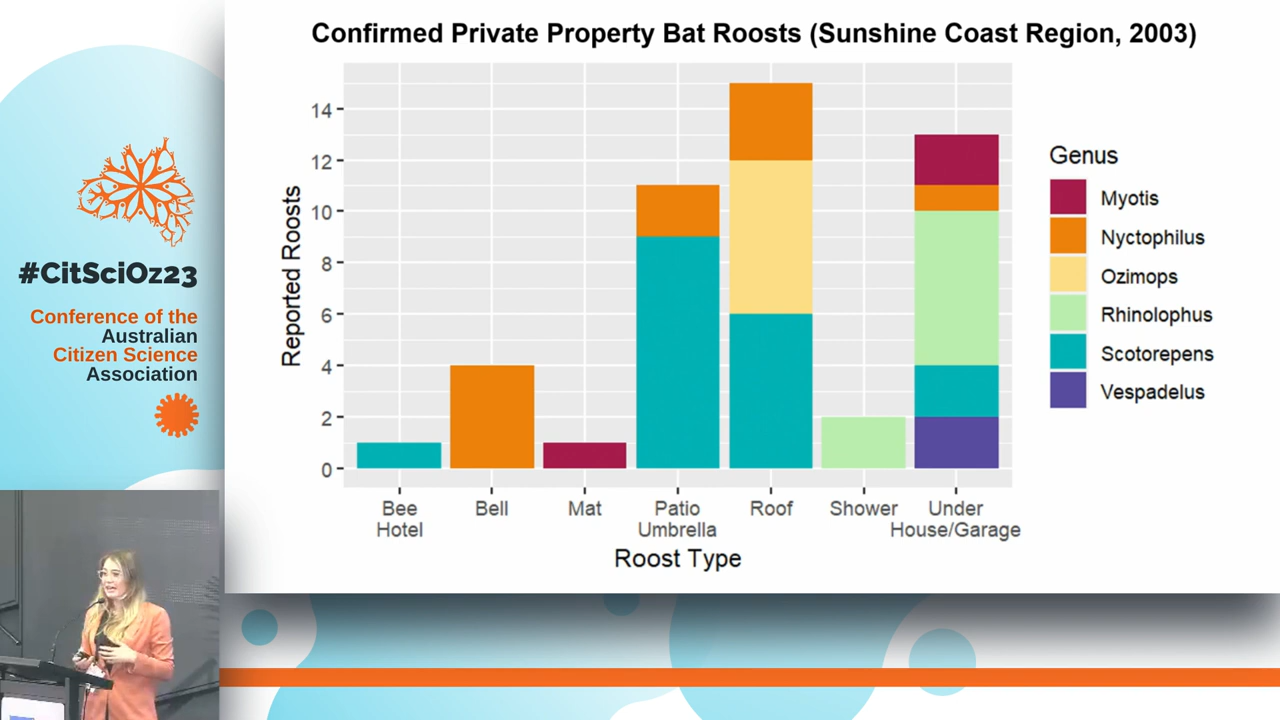 Confirmed Private Property Bat Roosts (Sunshine Coast Region, 2003)
#CitSciOz23
Conference of the
Australian
Citizen Science
Association
Reported Roosts
14
12
10
8
6
4
2
0
Bee
Hotel
Bell
Mat
Patio
Umbrella
Roof
Shower
Under
House/Garage
Roost Type
Genus
Myotis
Nyctophilus
Ozimops
Rhinolophus
Scotorepens
Vespadelus